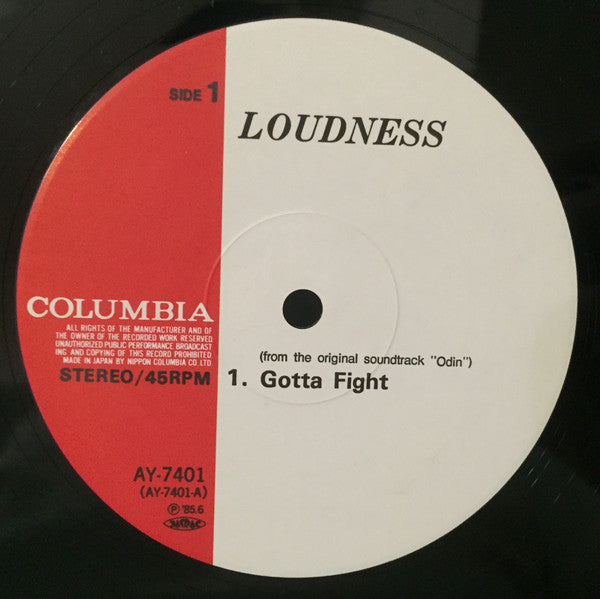 SIDE 1
LOUDNESS
COLUMBIA
ALL RIGHTS OF THE MANUFACTURER AND OF
THE OWNER OF THE RECORDED WORK RESERVED
UNAUTHORIZED PUBLIC PERFORMANCE BROADCAST
ING AND COPYING OF THIS RECORD PROHIBITED
MADE IN JAPAN BY NIPPON COLUMBIA CO. LTD
STEREO/45RPM
(from the original soundtrack "Odin")
1. Gotta Fight
AY-7401
(AY-7401-A)
Ⓟ '85.6
JASRAC